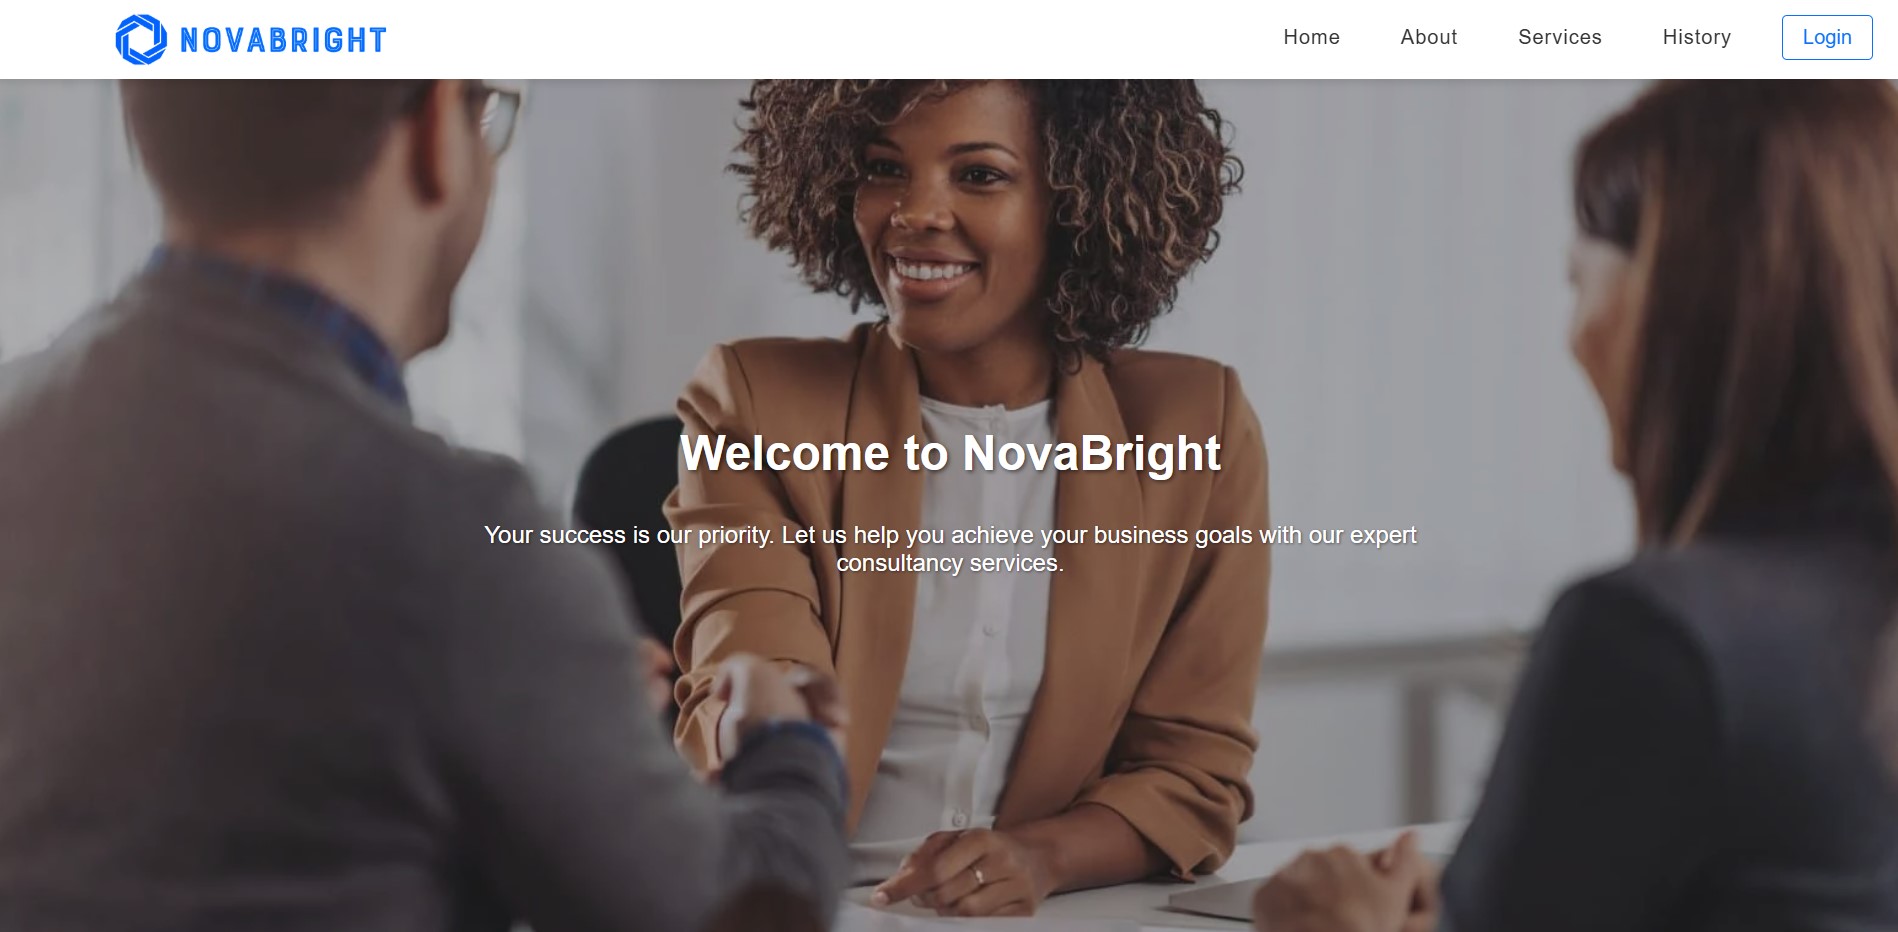 NOVABRIGHT
Home
About
Services
History
Login
Welcome to NovaBright
Your success is our priority. Let us help you achieve your business goals with our expert
consultancy services.